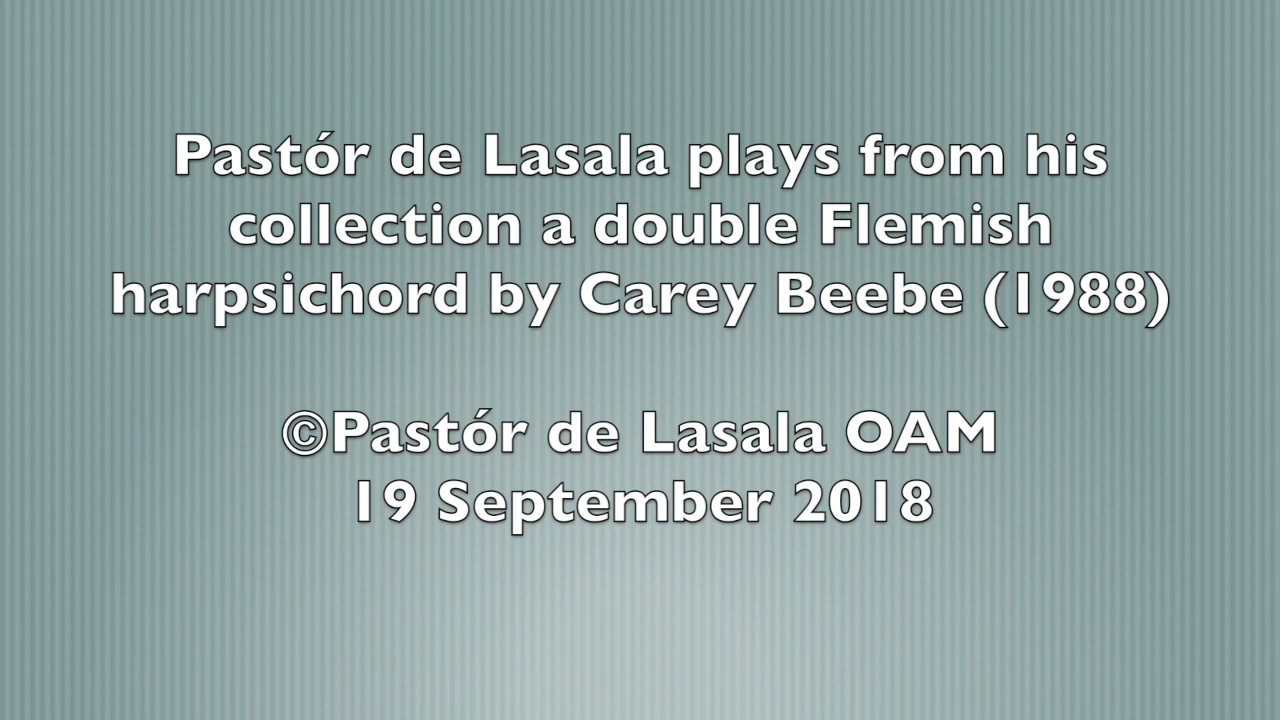 Pastór de Lasala plays from his
collection a double Flemish
harpsichord by Carey Beebe (1988)
©Pastór de Lasala OAM
19 September 2018